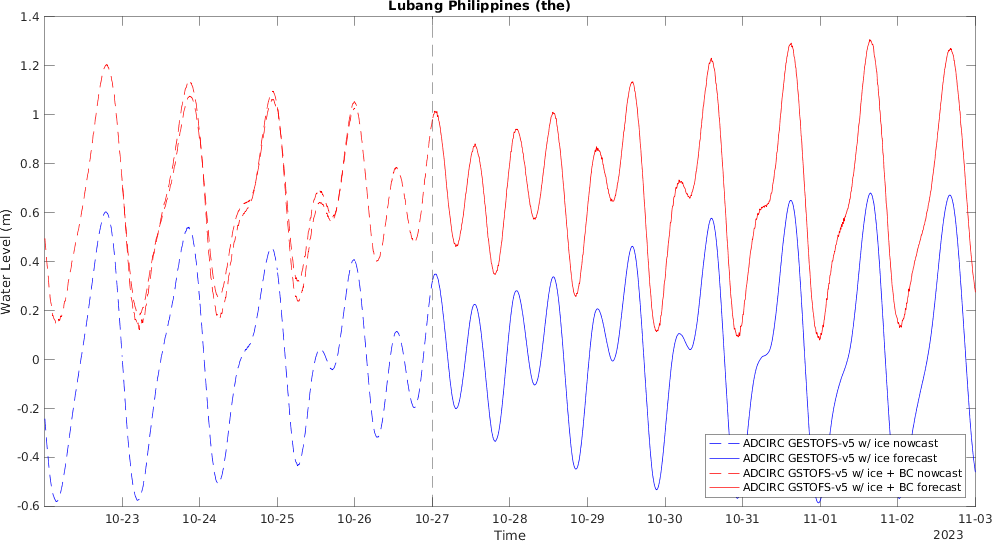 Lubang Philippines (the)
Water Level (m)
1.4
1.2
1
0.8
0.6
0.4
0.2
0
-0.2
-0.4
-0.6
ADCIRC GESTOFS-v5 w/ ice nowcast
ADCIRC GESTOFS-v5 w/ ice forecast
ADCIRC GSTOFS-v5 w/ ice + BC nowcast
ADCIRC GSTOFS-v5 w/ ice + BC forecast
10-23 10-24 10-25 10-26 10-27 10-28 10-29 10-30 10-31 11-01 11-02 11-03
Time
2023